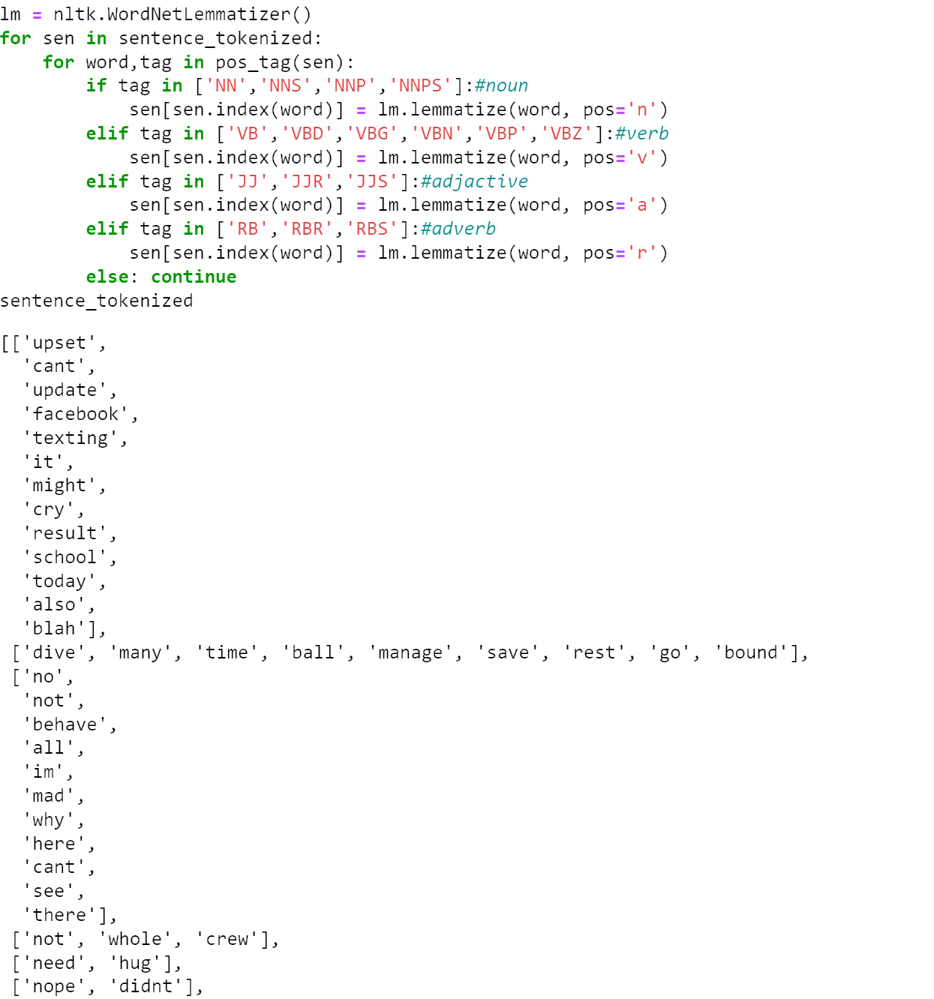 lm = nltk.WordNetLemmatizer()
for sen in sentence_tokenized:
    for word,tag in pos_tag(sen):
        if tag in ['NN','NNS','NNP','NNPS']:#noun
            sen[sen.index(word)] = lm.lemmatize(word, pos='n')
        elif tag in ['VB','VBD','VBG','VBN','VBP','VBZ']:#verb
            sen[sen.index(word)] = lm.lemmatize(word, pos='v')
        elif tag in ['JJ','JJR','JJS']:#adjactive
            sen[sen.index(word)] = lm.lemmatize(word, pos='a')
        elif tag in ['RB','RBR','RBS']:#adverb
            sen[sen.index(word)] = lm.lemmatize(word, pos='r')
        else: continue
sentence_tokenized
[['upset',
  'cant',
  'update',
  'facebook',
  'texting',
  'it',
  'might',
  'cry',
  'result',
  'school',
  'today',
  'also',
  'blah'],
 ['dive', 'many', 'time', 'ball', 'manage', 'save', 'rest', 'go', 'bound'],
 ['no',
  'not',
  'behave',
  'all',
  'im',
  'mad',
  'why',
  'here',
  'cant',
  'see',
  'there'],
 ['not', 'whole', 'crew'],
 ['need', 'hug'],
 ['nope', 'didnt'],